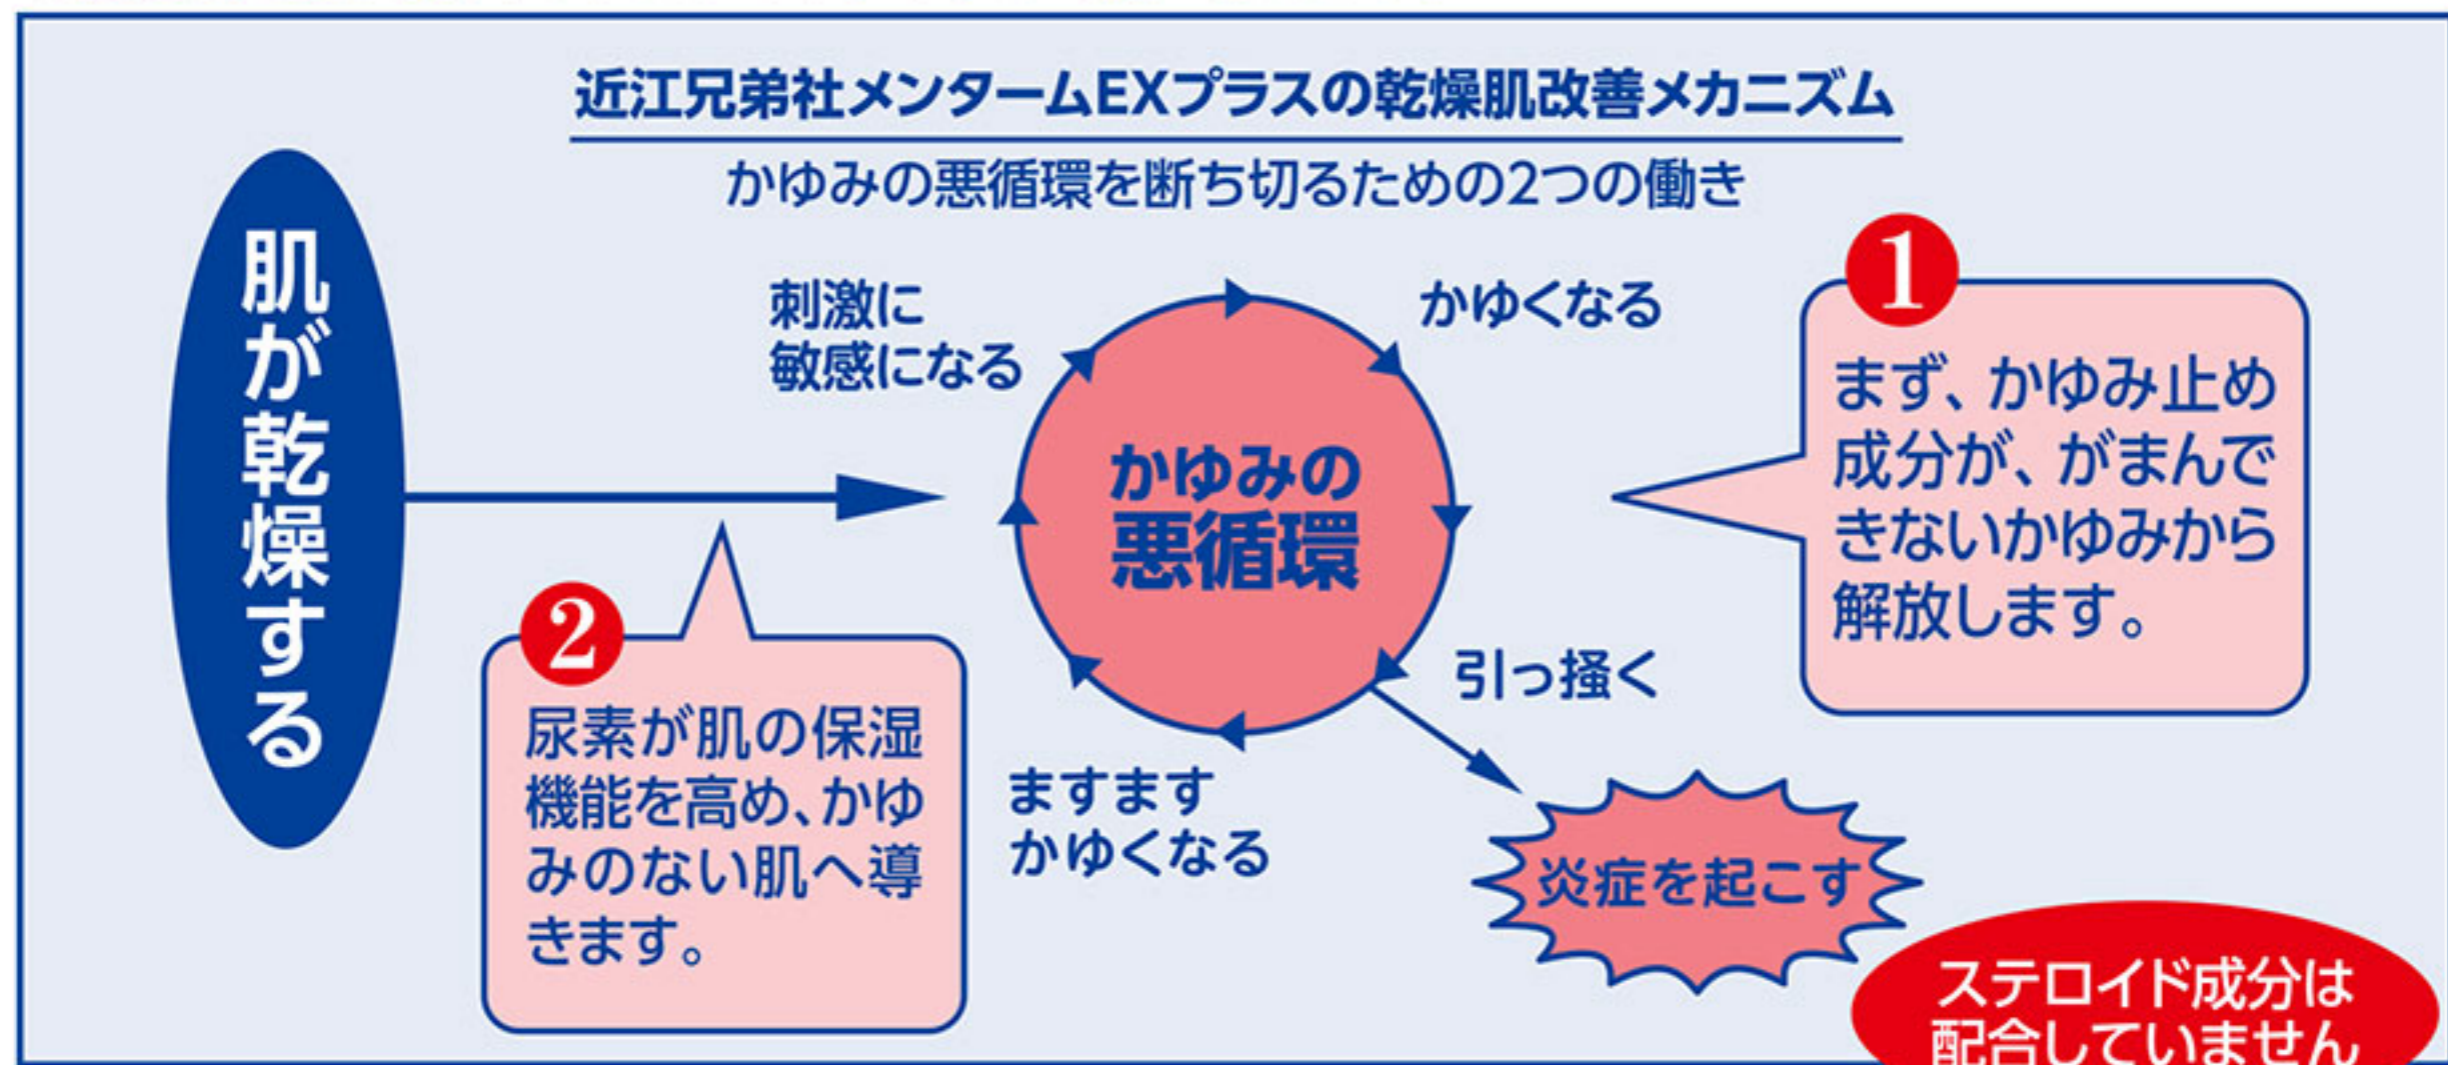 近江兄弟社メンタームEXプラスの乾燥肌改善メカニズム
かゆみの悪循環を断ち切るための2つの働き
肌が乾燥する
刺激に
敏感になる
かゆくなる
かゆみの
悪循環
引っ掻く
ますます
かゆくなる
炎症を起こす
1
まず、かゆみ止め
成分が、がまんで
きないかゆみから
解放します。
2
尿素が肌の保湿
機能を高め、かゆ
みのない肌へ導
きます。
ステロイド成分は
配合していません